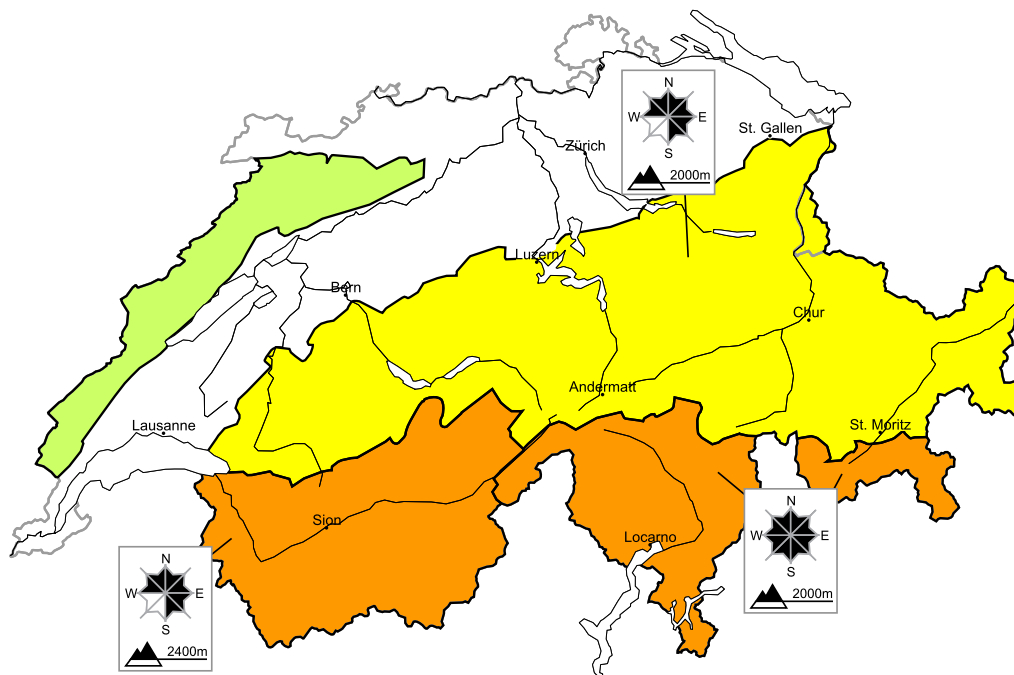 N
W E
S
2000m
St. Gallen
Zürich
Luzern
Bern
Chur
Andermatt
Lausanne
St. Moritz
Sion
Locarno
N
W E
S
2000m
N
W E
S
2400m